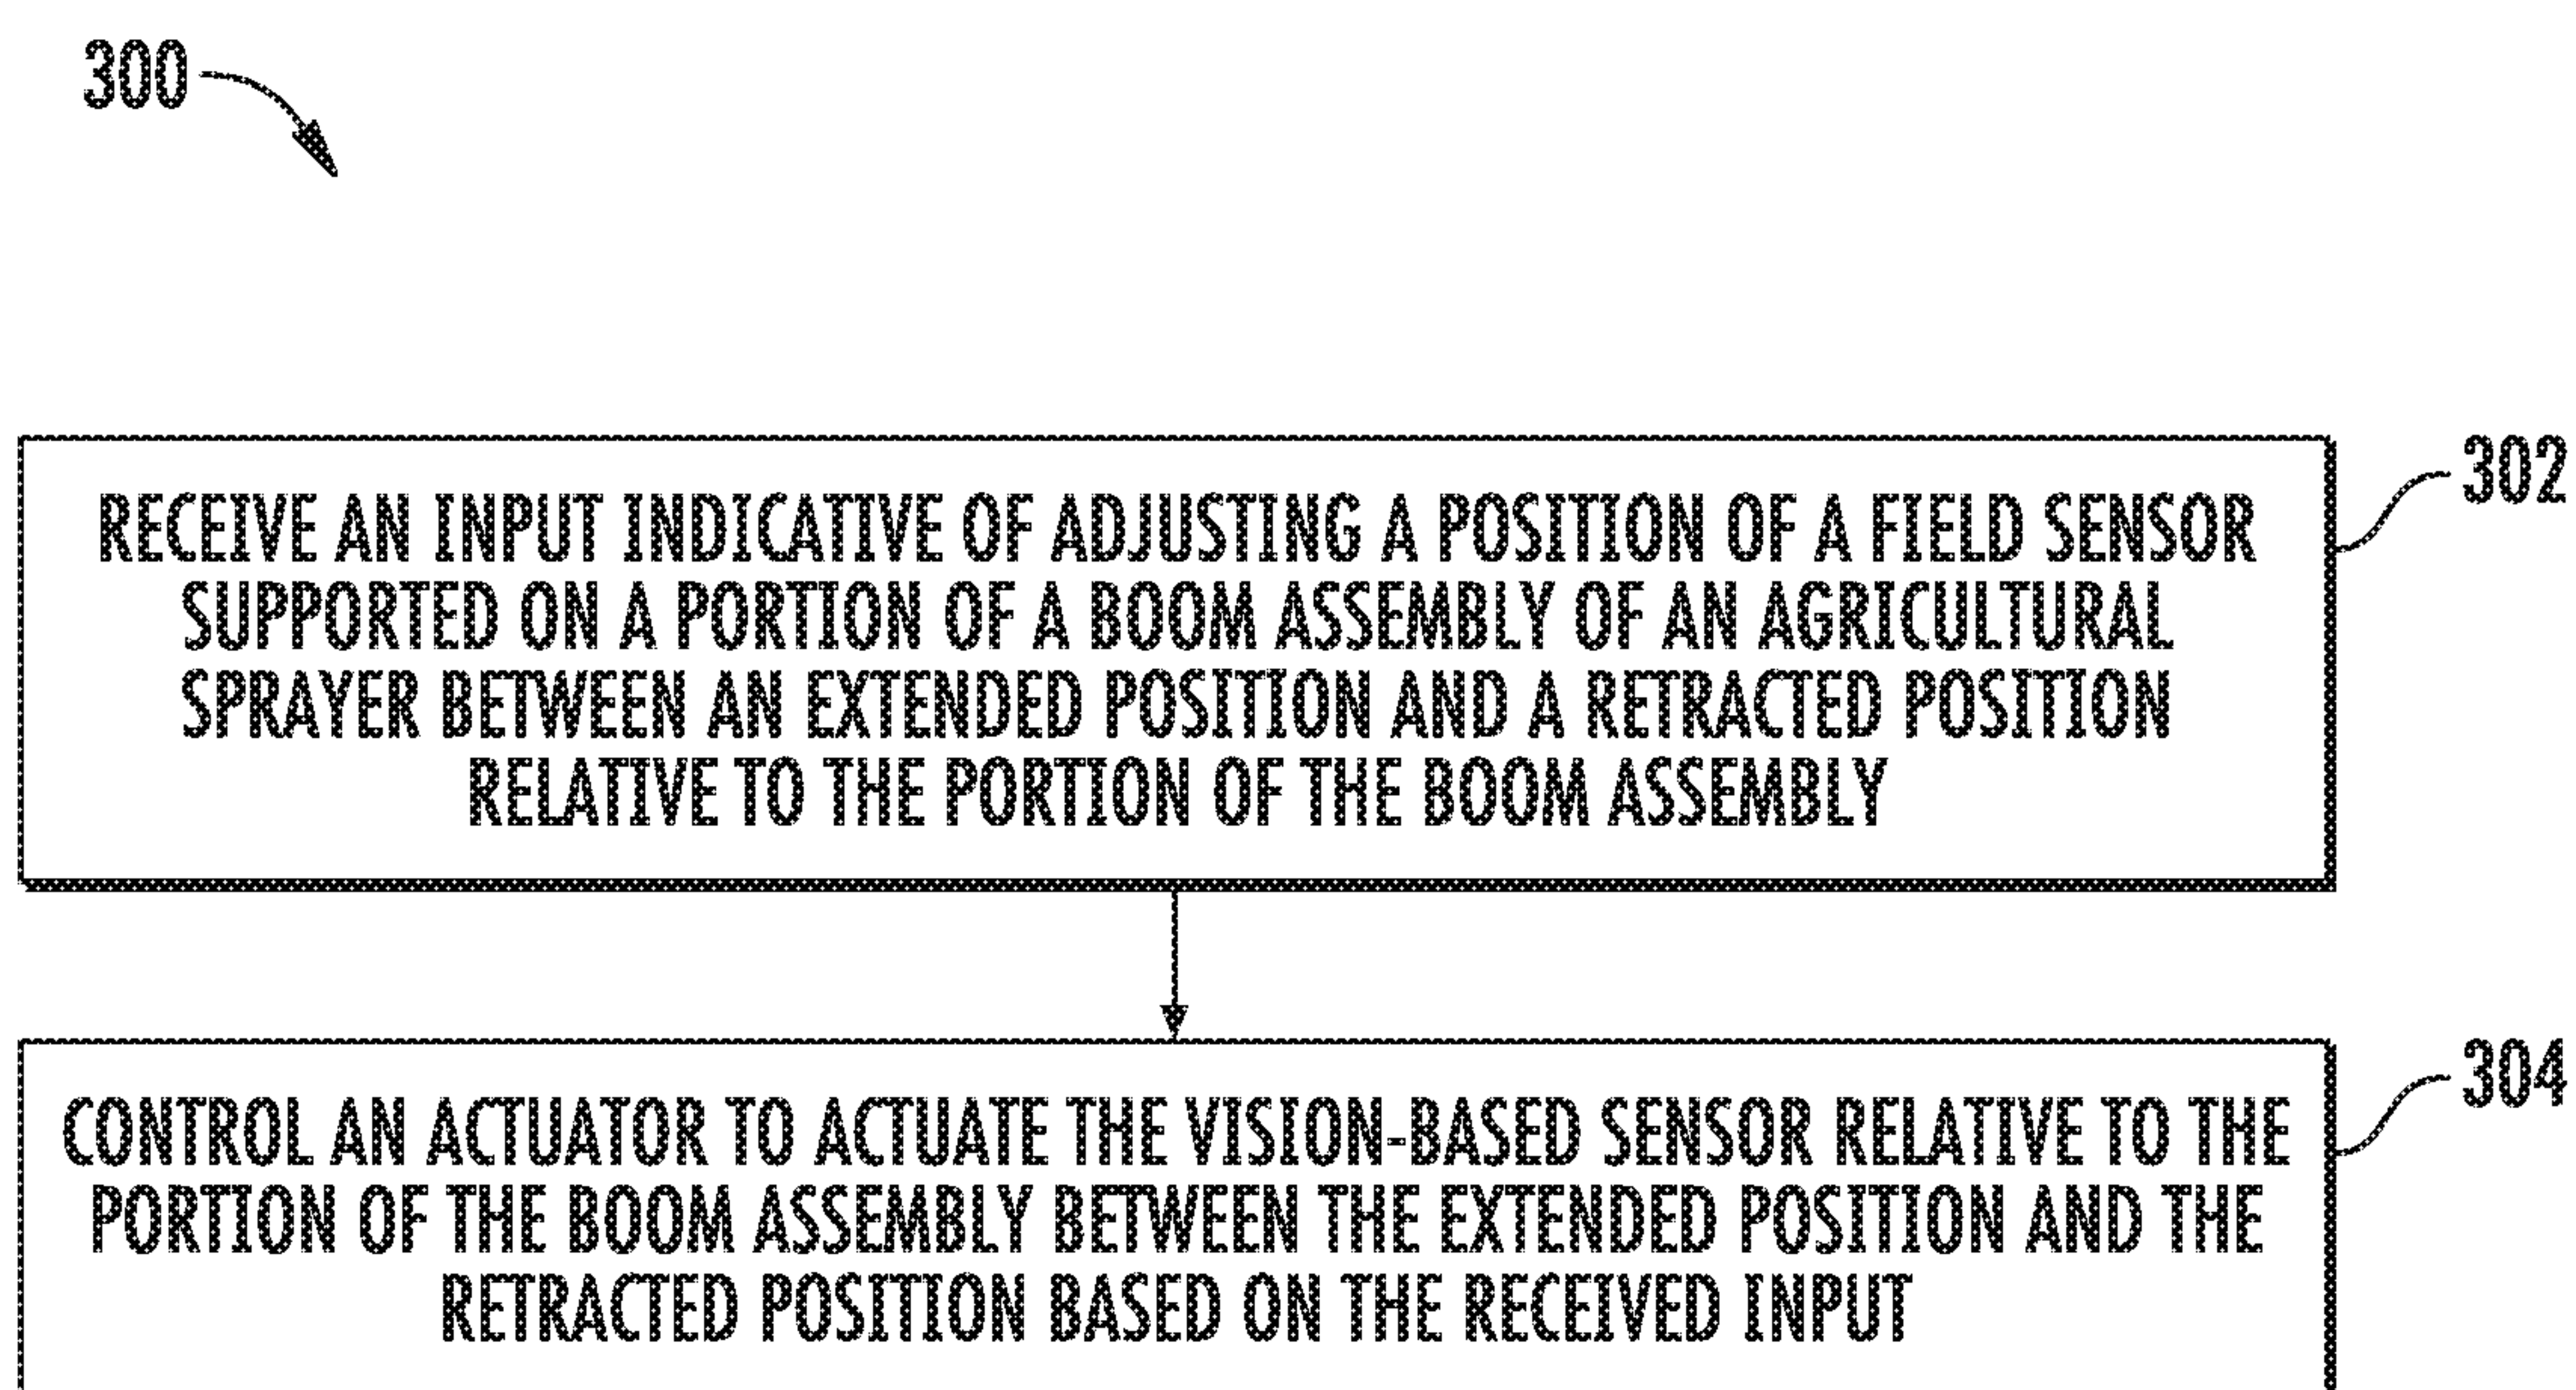 300
302
RECEIVE AN INPUT INDICATIVE OF ADJUSTING A POSITION OF A FIELD SENSOR
SUPPORTED ON A PORTION OF A BOOM ASSEMBLY OF AN AGRICULTURAL
SPRAYER BETWEEN AN EXTENDED POSITION AND A RETRACTED POSITION
RELATIVE TO THE PORTION OF THE BOOM ASSEMBLY
304
CONTROL AN ACTUATOR TO ACTUATE THE VISION-BASED SENSOR RELATIVE TO THE
PORTION OF THE BOOM ASSEMBLY BETWEEN THE EXTENDED POSITION AND THE
RETRACTED POSITION BASED ON THE RECEIVED INPUT